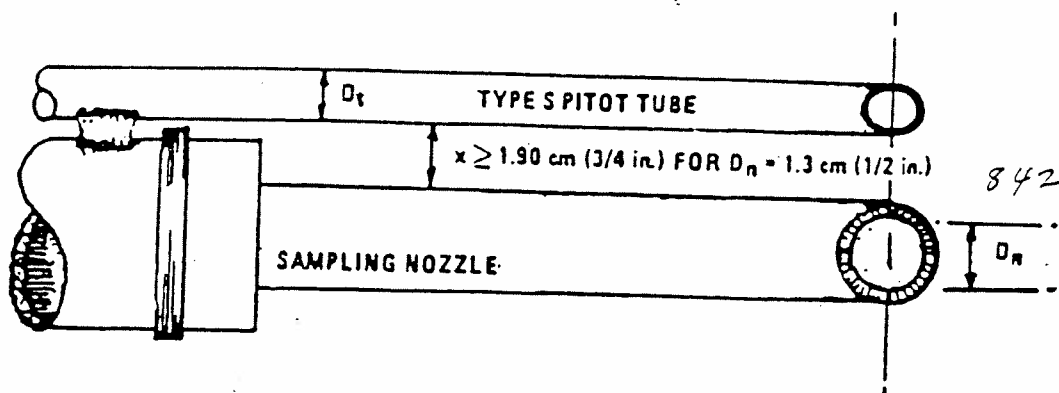 Dt TYPE S PITOT TUBE
x ≥ 1.90 cm (3/4 in.) FOR Dn = 1.3 cm (1/2 in.)
842
Dn
SAMPLING NOZZLE